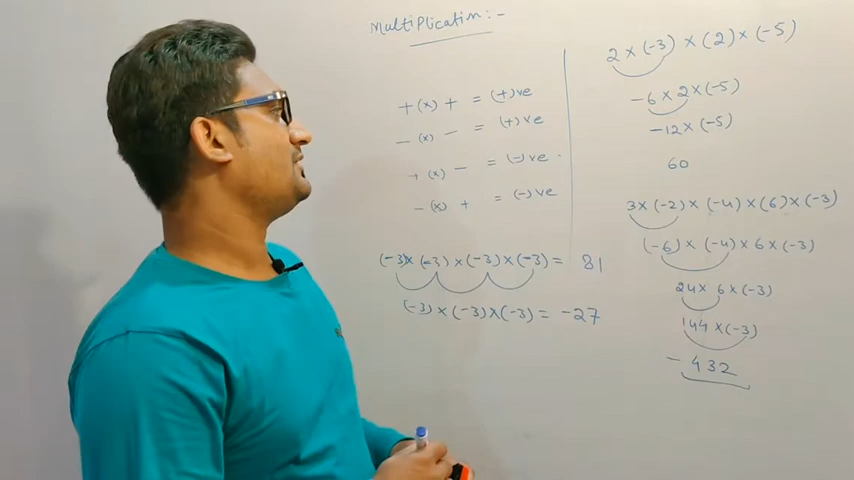 Multiplication:-
+ (x) + = (+)ve
- (x) - = (+)ve
+ (x) - = (-)ve
- (x) + = (-)ve
(-3)x (-3) x (-3) x (-3) = 81
(-3) x (-3) x (-3) = -27
2 x (-3) x (2) x (-5)
-6 x 2 x (-5)
-12 x (-5)
60
3x (-2) x (-4) x (6) x (-3)
(-6) x (-4) x 6 x (-3)
24 x 6 x (-3)
144 x (-3)
- 432